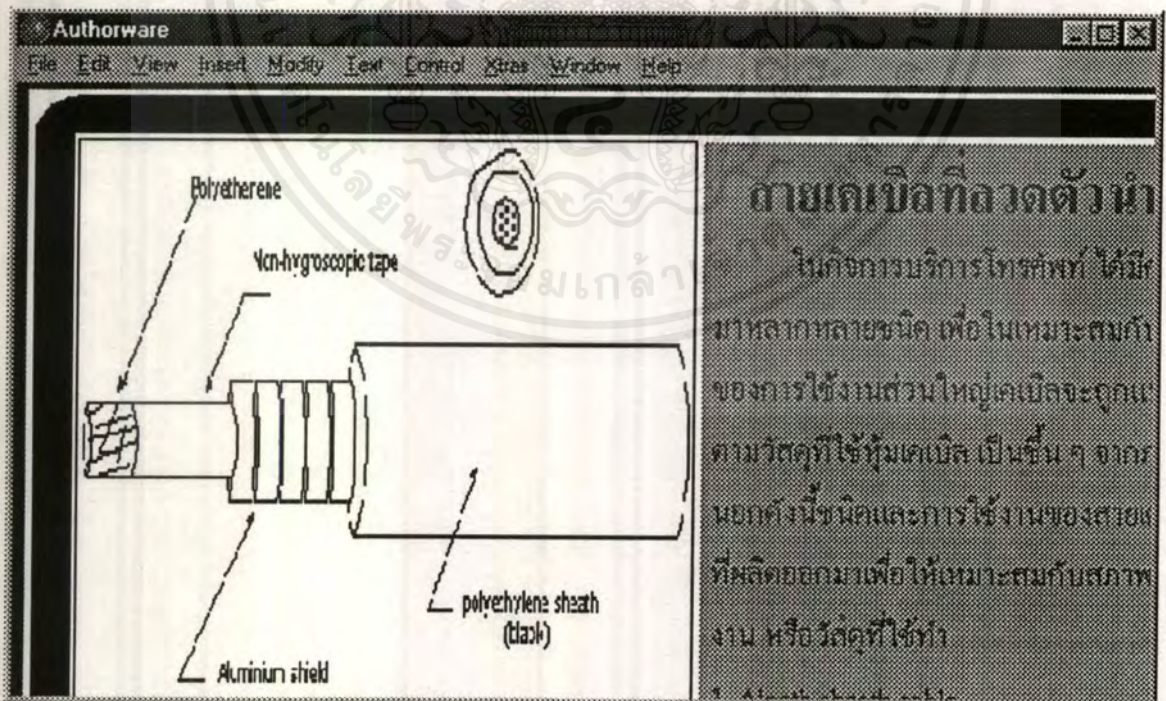 Authorware
File Edit View Insert Modify Text Control Xtras Window Help
Polyetherene
Non-hygroscopic tape
polyethylene sheath
(black)
Aluminium shield
สายเคเบิลที่ลวดตัวนำ
ในกิจการบริการโทรศัพท์ ได้มี
มาหลากหลายชนิด เพื่อในเหมาะสมกับ
ของการใช้งานส่วนใหญ่เคเบิลจะถูกแ
ตามวัสดุที่ใช้หุ้มเคเบิล เป็นชั้น ๆ จากภ
นอกดังนี้ชนิดและการใช้งานของสายเ
ที่ผลิตออกมาเพื่อให้เหมาะสมกับสภาพ
งาน หรือวัสดุที่ใช้ทำ
sheath cable